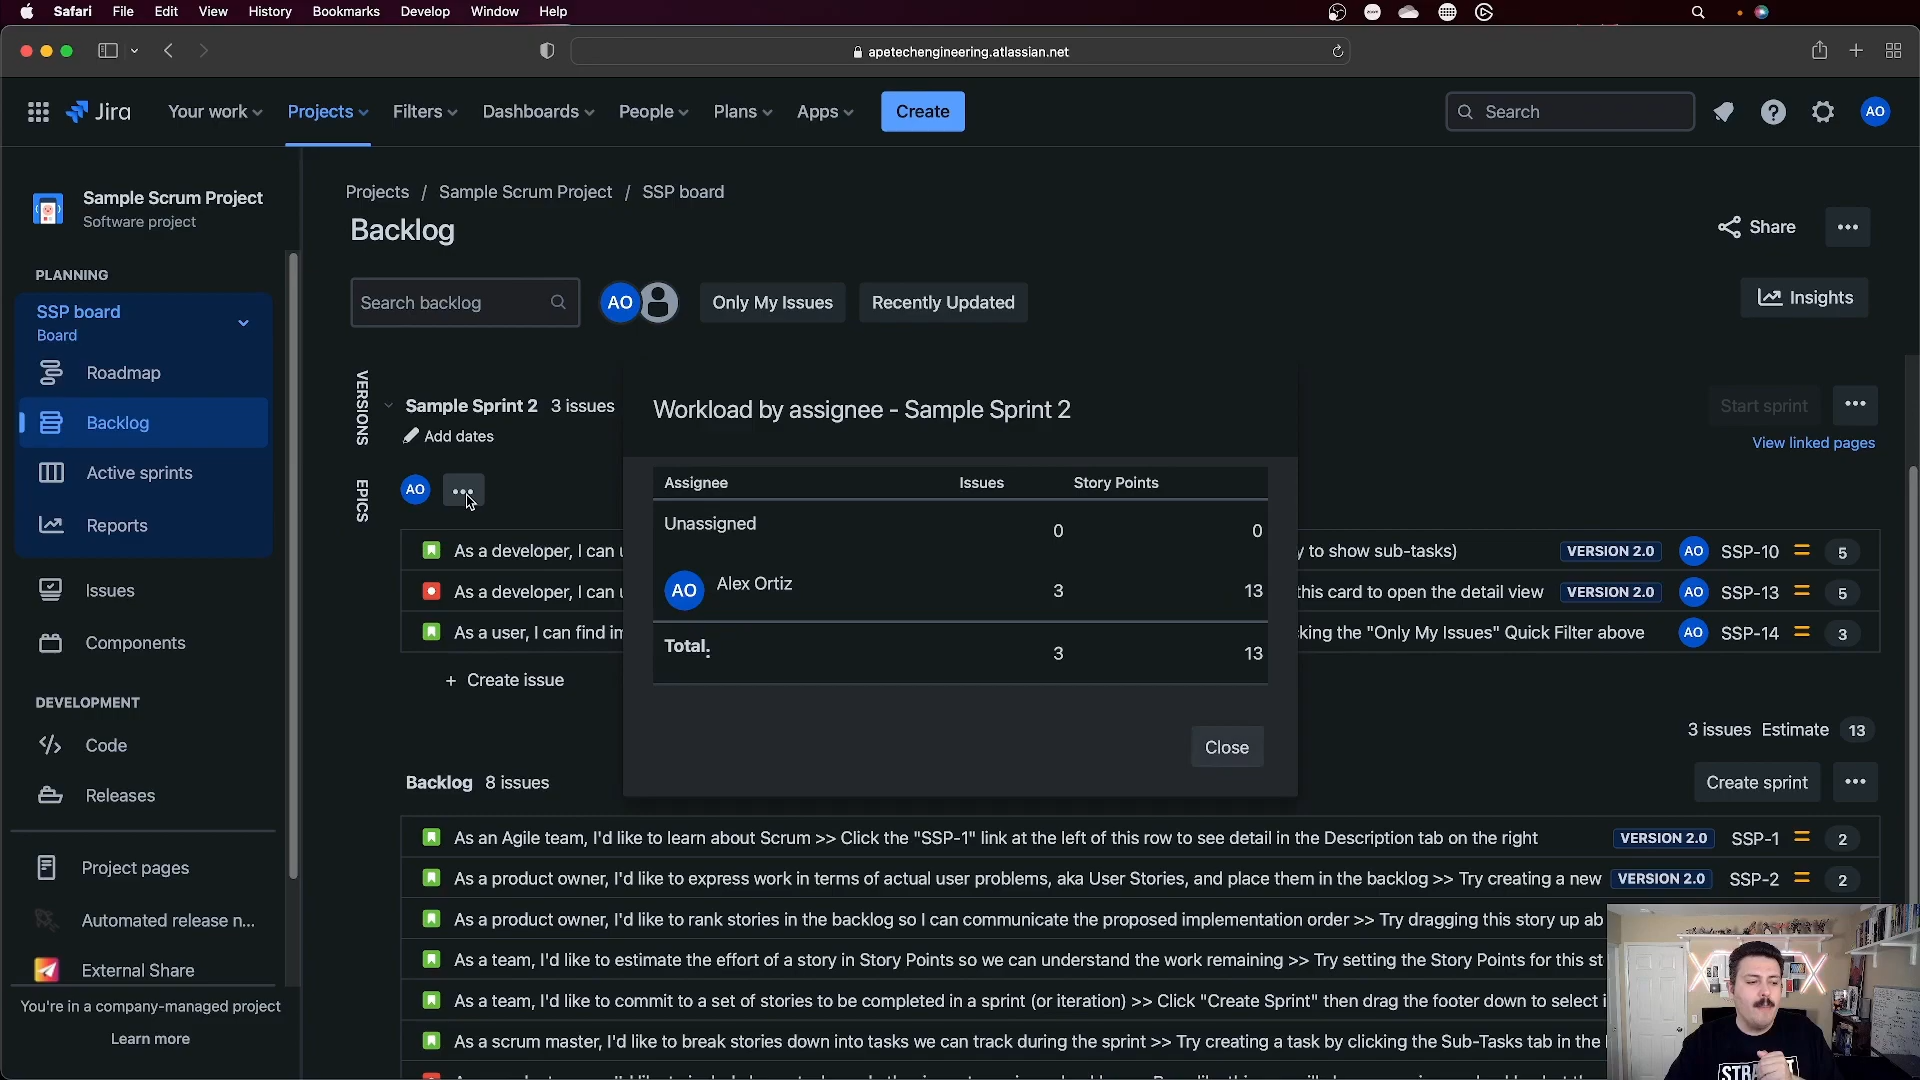 Safari File Edit View History Bookmarks Develop Window Help
apetechengineering.atlassian.net
Jira Your work Projects Filters Dashboards People Plans Apps Create Search AO
Sample Scrum Project
Software project
PLANNING
SSP board
Board
Roadmap
Backlog
Active sprints
Reports
Issues
Components
DEVELOPMENT
Code
Releases
Project pages
Automated release n...
External Share
You're in a company-managed project
Learn more
Projects / Sample Scrum Project / SSP board
Backlog
Share
Search backlog AO Only My Issues Recently Updated Insights
VERSIONS
EPICS
Sample Sprint 2 3 issues
Start sprint
Add dates
View linked pages
AO
As a developer, I can u
y to show sub-tasks) VERSION 2.0 AO SSP-10 5
As a developer, I can u
this card to open the detail view VERSION 2.0 AO SSP-13 5
As a user, I can find im
king the "Only My Issues" Quick Filter above AO SSP-14 3
+ Create issue
3 issues Estimate 13
Workload by assignee - Sample Sprint 2
Assignee Issues Story Points
Unassigned 0 0
AO Alex Ortiz 3 13
Total: 3 13
Close
Backlog 8 issues
Create sprint
As an Agile team, I'd like to learn about Scrum >> Click the "SSP-1" link at the left of this row to see detail in the Description tab on the right VERSION 2.0 SSP-1 2
As a product owner, I'd like to express work in terms of actual user problems, aka User Stories, and place them in the backlog >> Try creating a new VERSION 2.0 SSP-2 2
As a product owner, I'd like to rank stories in the backlog so I can communicate the proposed implementation order >> Try dragging this story up ab
As a team, I'd like to estimate the effort of a story in Story Points so we can understand the work remaining >> Try setting the Story Points for this st
As a team, I'd like to commit to a set of stories to be completed in a sprint (or iteration) >> Click "Create Sprint" then drag the footer down to select i
As a scrum master, I'd like to break stories down into tasks we can track during the sprint >> Try creating a task by clicking the Sub-Tasks tab in the